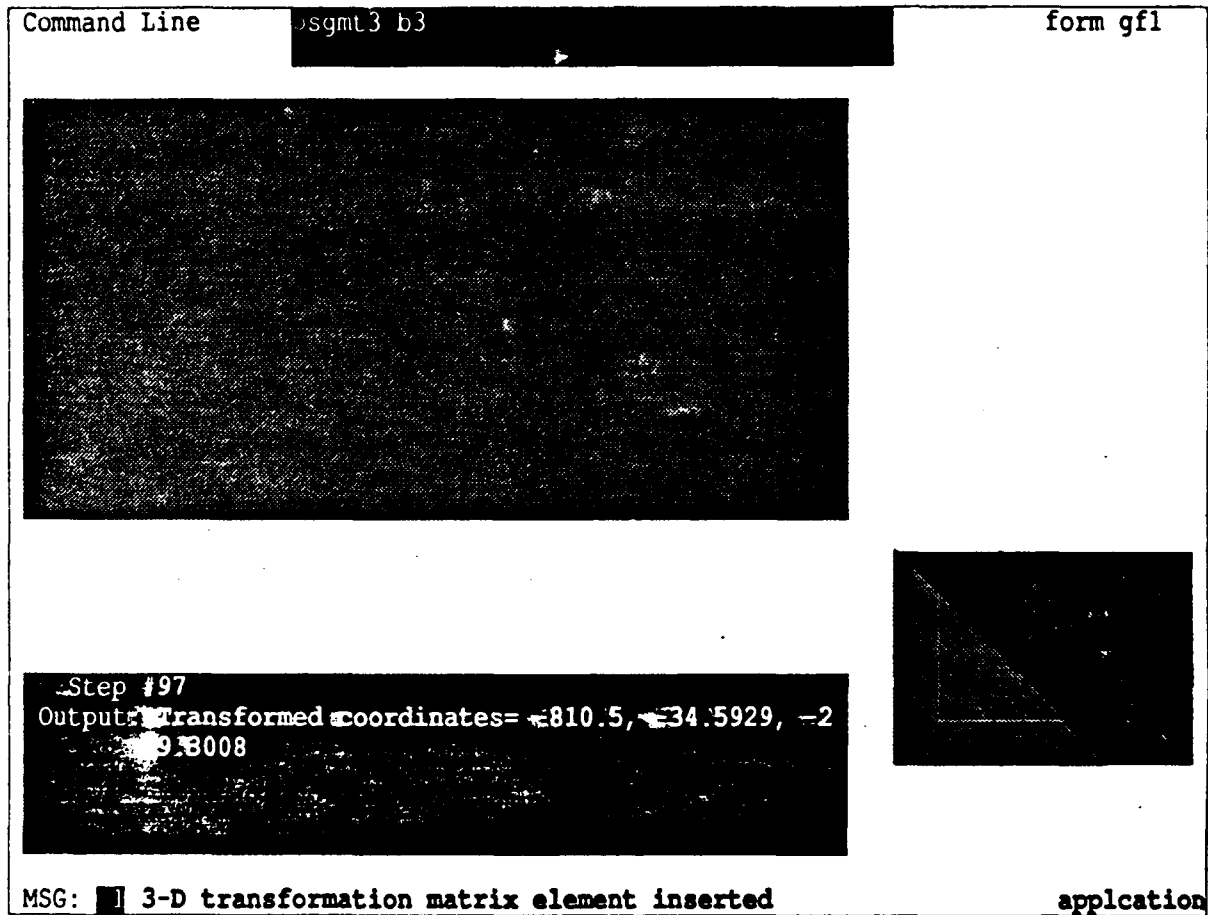 Command Line
sgmt3 b3
form gf1
Step #97
Output: Transformed coordinates= -810.5, -34.5929, -2
9.3008
MSG: 3-D transformation matrix element inserted
applcation